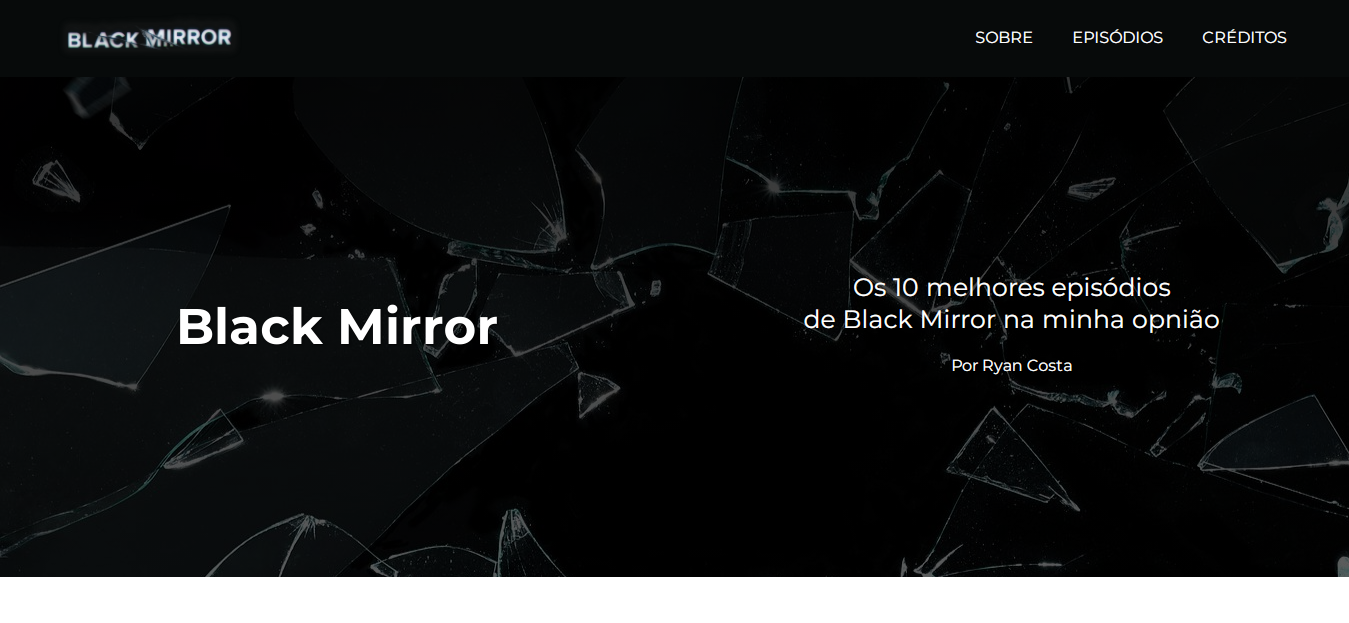 BLACK MIRROR
SOBRE EPISÓDIOS CRÉDITOS
Black Mirror
Os 10 melhores episódios
de Black Mirror na minha opnião
Por Ryan Costa